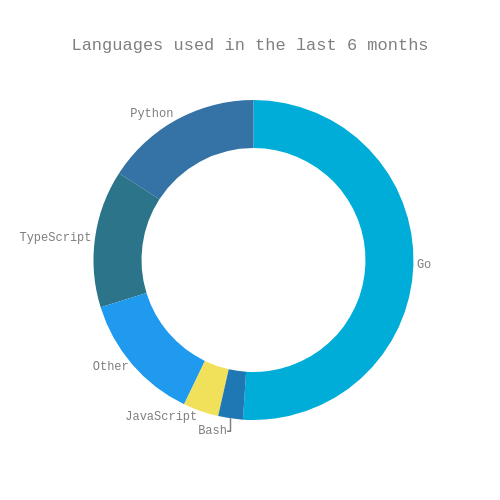 Languages used in the last 6 months
Python
TypeScript
Go
Other
JavaScript
Bash